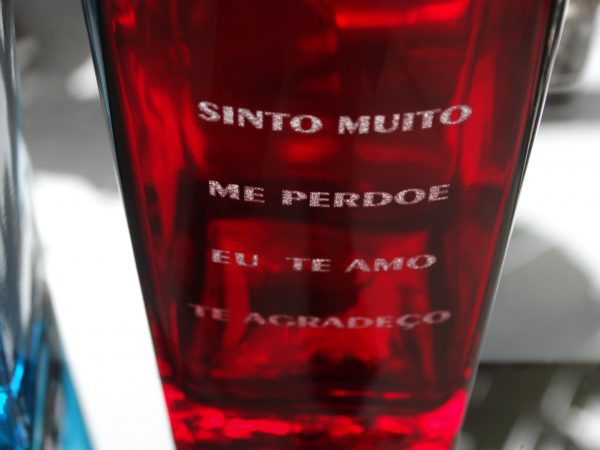 SINTO MUITO
ME PERDOE
EU TE AMO
TE AGRADEÇO